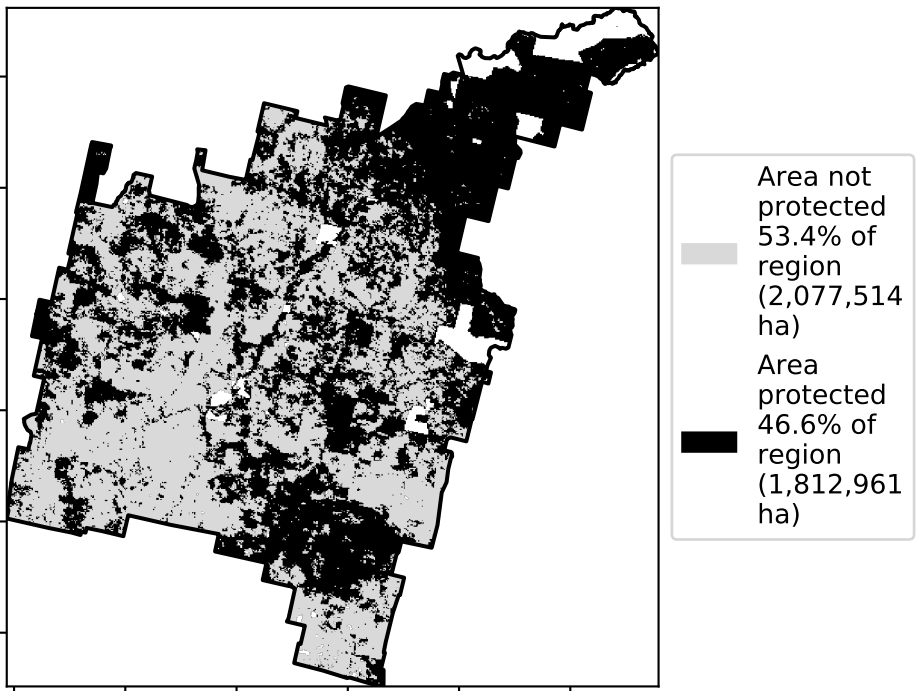 Area not
protected
53.4% of
region
(2,077,514
ha)
Area
protected
46.6% of
region
(1,812,961
ha)